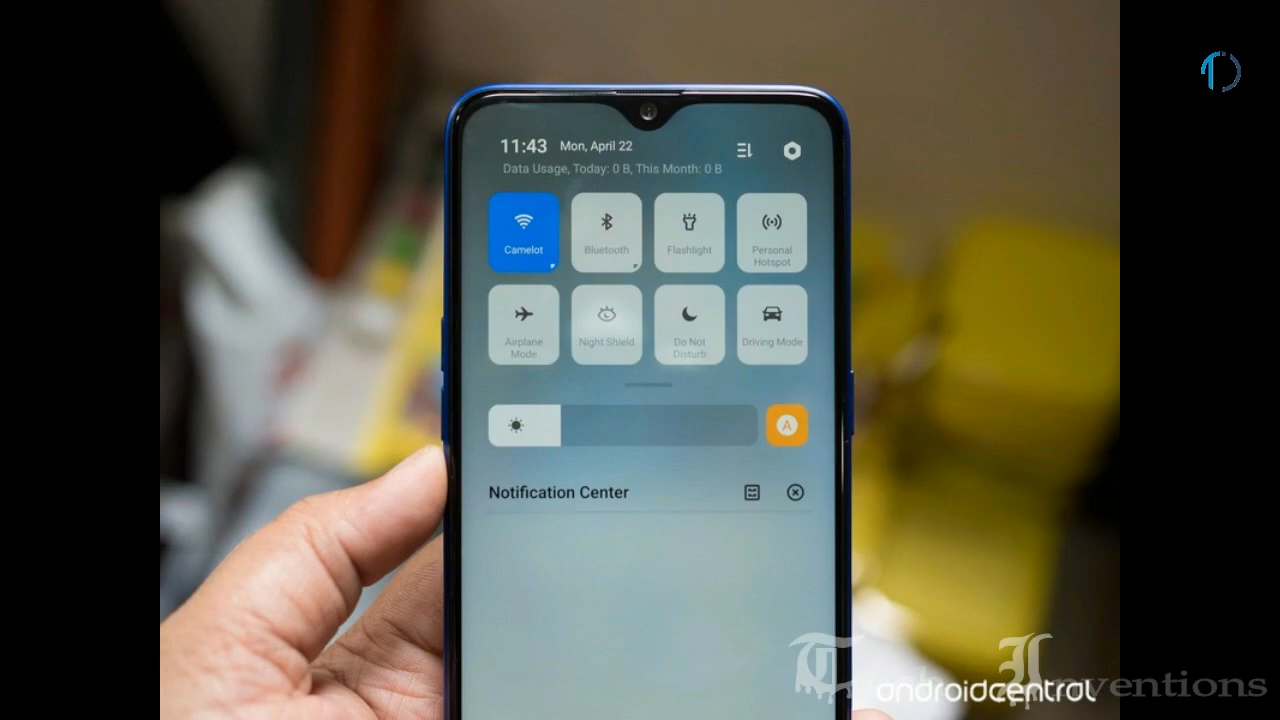 11:43 Mon, April 22
Data Usage, Today: 0 B, This Month: 0 B
Camelot
Bluetooth
Flashlight
Personal
Hotspot
Airplane
Mode
Night Shield
Do Not
Disturb
Driving Mode
A
Notification Center
androidcentral